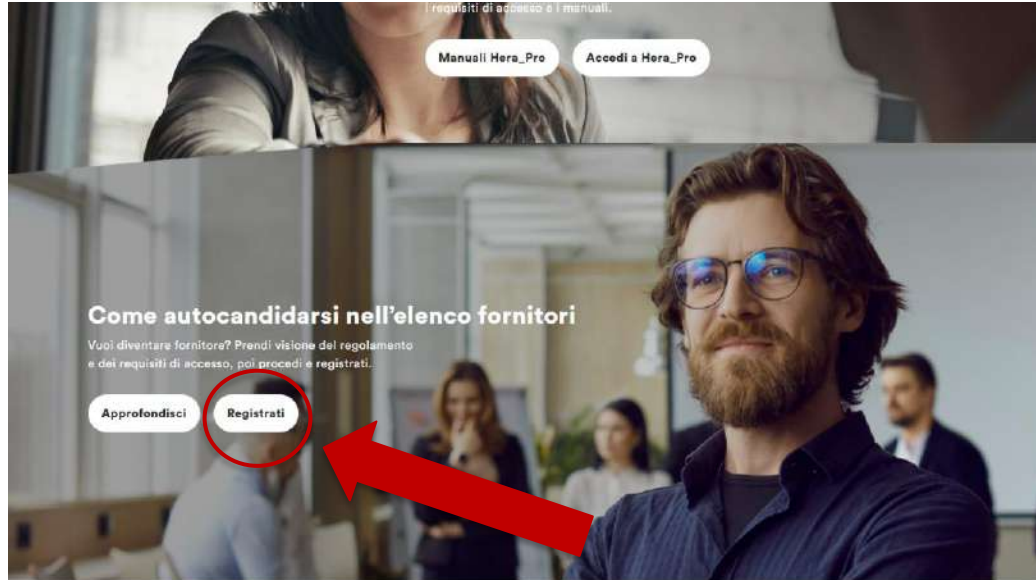 i requisiti di accesso e i manuali.
Manuali Hera_Pro
Accedi a Hera_Pro
Come autocandidarsi nell'elenco fornitori
Vuoi diventare fornitore? Prendi visione del regolamento
e dei requisiti di accesso, poi procedi e registrati.
Approfondisci
Registrati